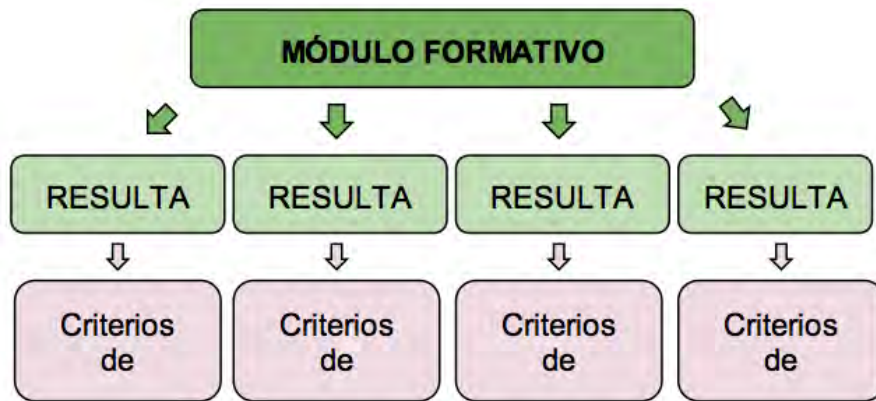 MÓDULO FORMATIVO
RESULTA RESULTA RESULTA RESULTA
Criterios Criterios Criterios Criterios
de de de de